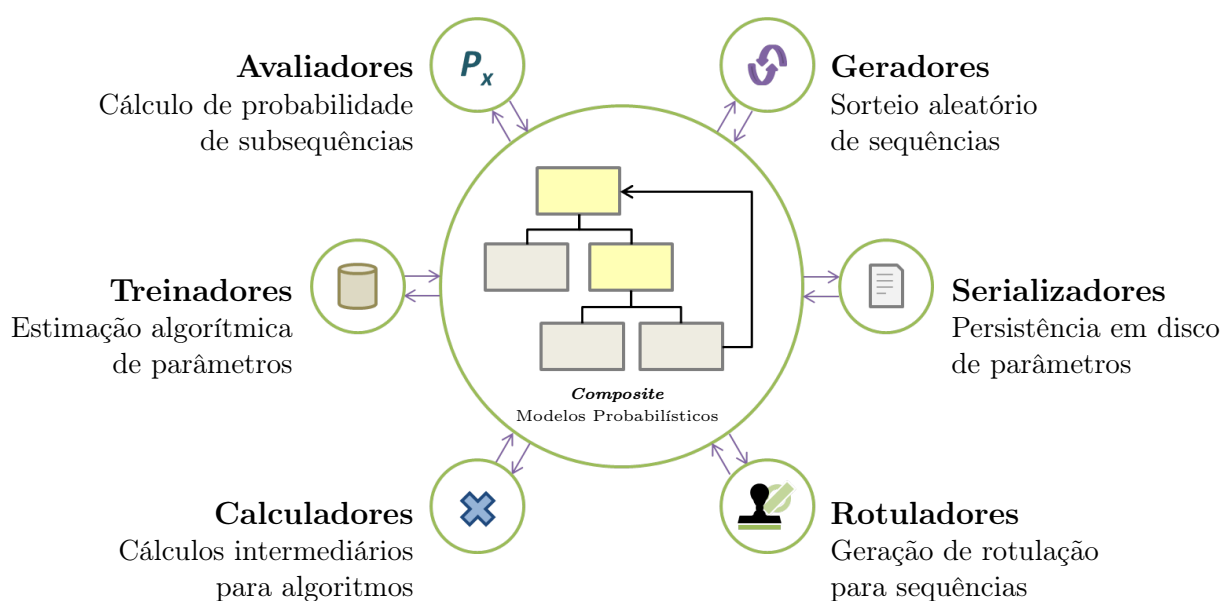 Avaliadores
Cálculo de probabilidade
de subsequências
P x
Geradores
Sorteio aleatório
de sequências
Treinadores
Estimação algorítmica
de parâmetros
Composite
Modelos Probabilísticos
Serializadores
Persistência em disco
de parâmetros
Calculadores
Cálculos intermediários
para algoritmos
Rotuladores
Geração de rotulação
para sequências